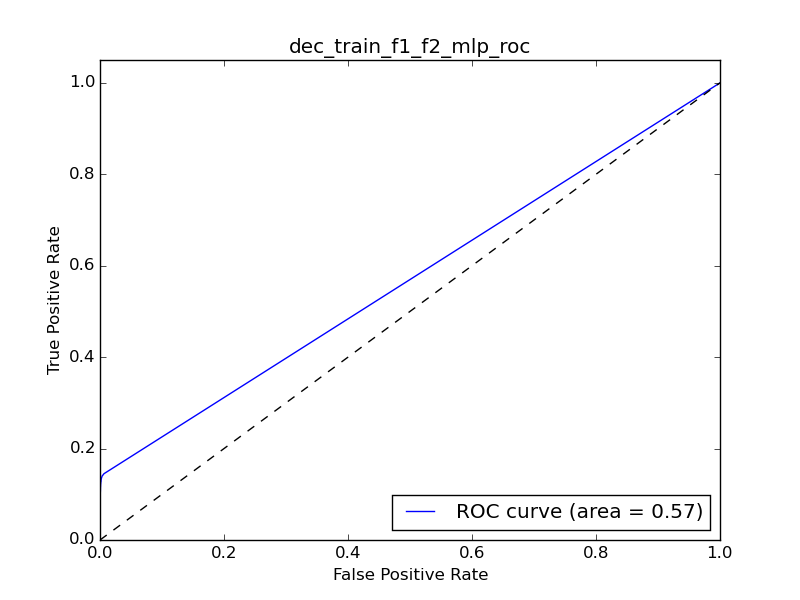 dec_train_f1_f2_mlp_roc
1.0
0.8
0.6
0.4
0.2
0.0
True Positive Rate
ROC curve (area = 0.57)
0.0 0.2 0.4 0.6 0.8 1.0
False Positive Rate